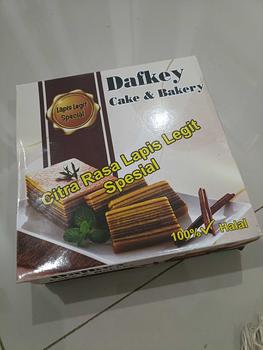 Lapis Legit
Spesial
Dafkey
Cake & Bakery
Citra Rasa Lapis Legit
Spesial
100% Halal